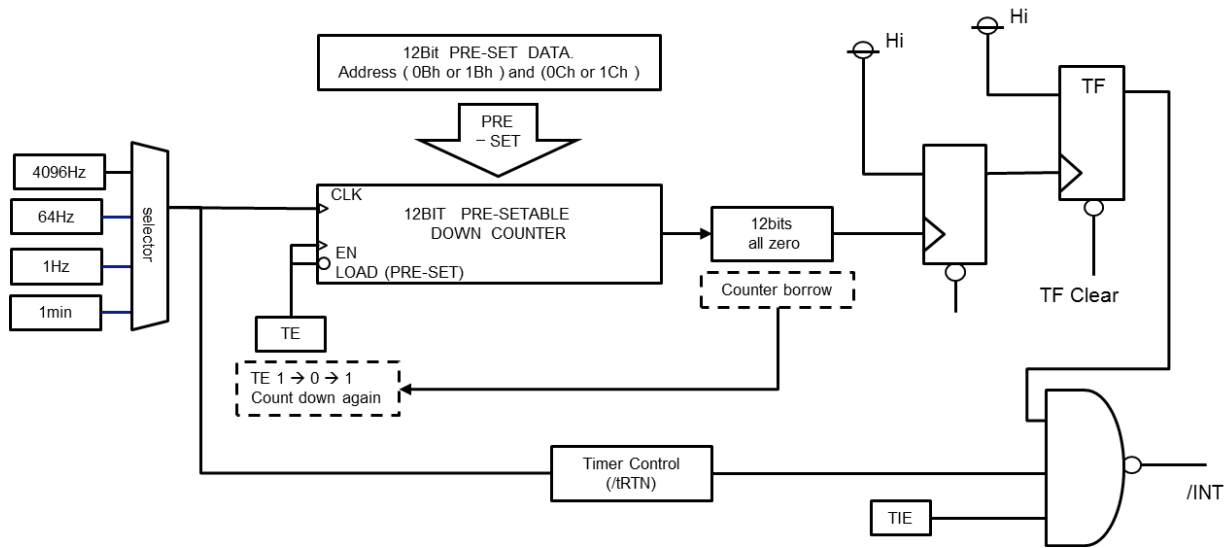 12Bit PRE-SET DATA.
Address ( 0Bh or 1Bh ) and (0Ch or 1Ch )
PRE
– SET
Hi
Hi
TF
4096Hz
64Hz
1Hz
1min
selector
CLK
12BIT PRE-SETABLE
DOWN COUNTER
EN
LOAD (PRE-SET)
12bits
all zero
Counter borrow
TF Clear
TE
TE 1 → 0 → 1
Count down again
Timer Control
(/tRTN)
TIE
/INT